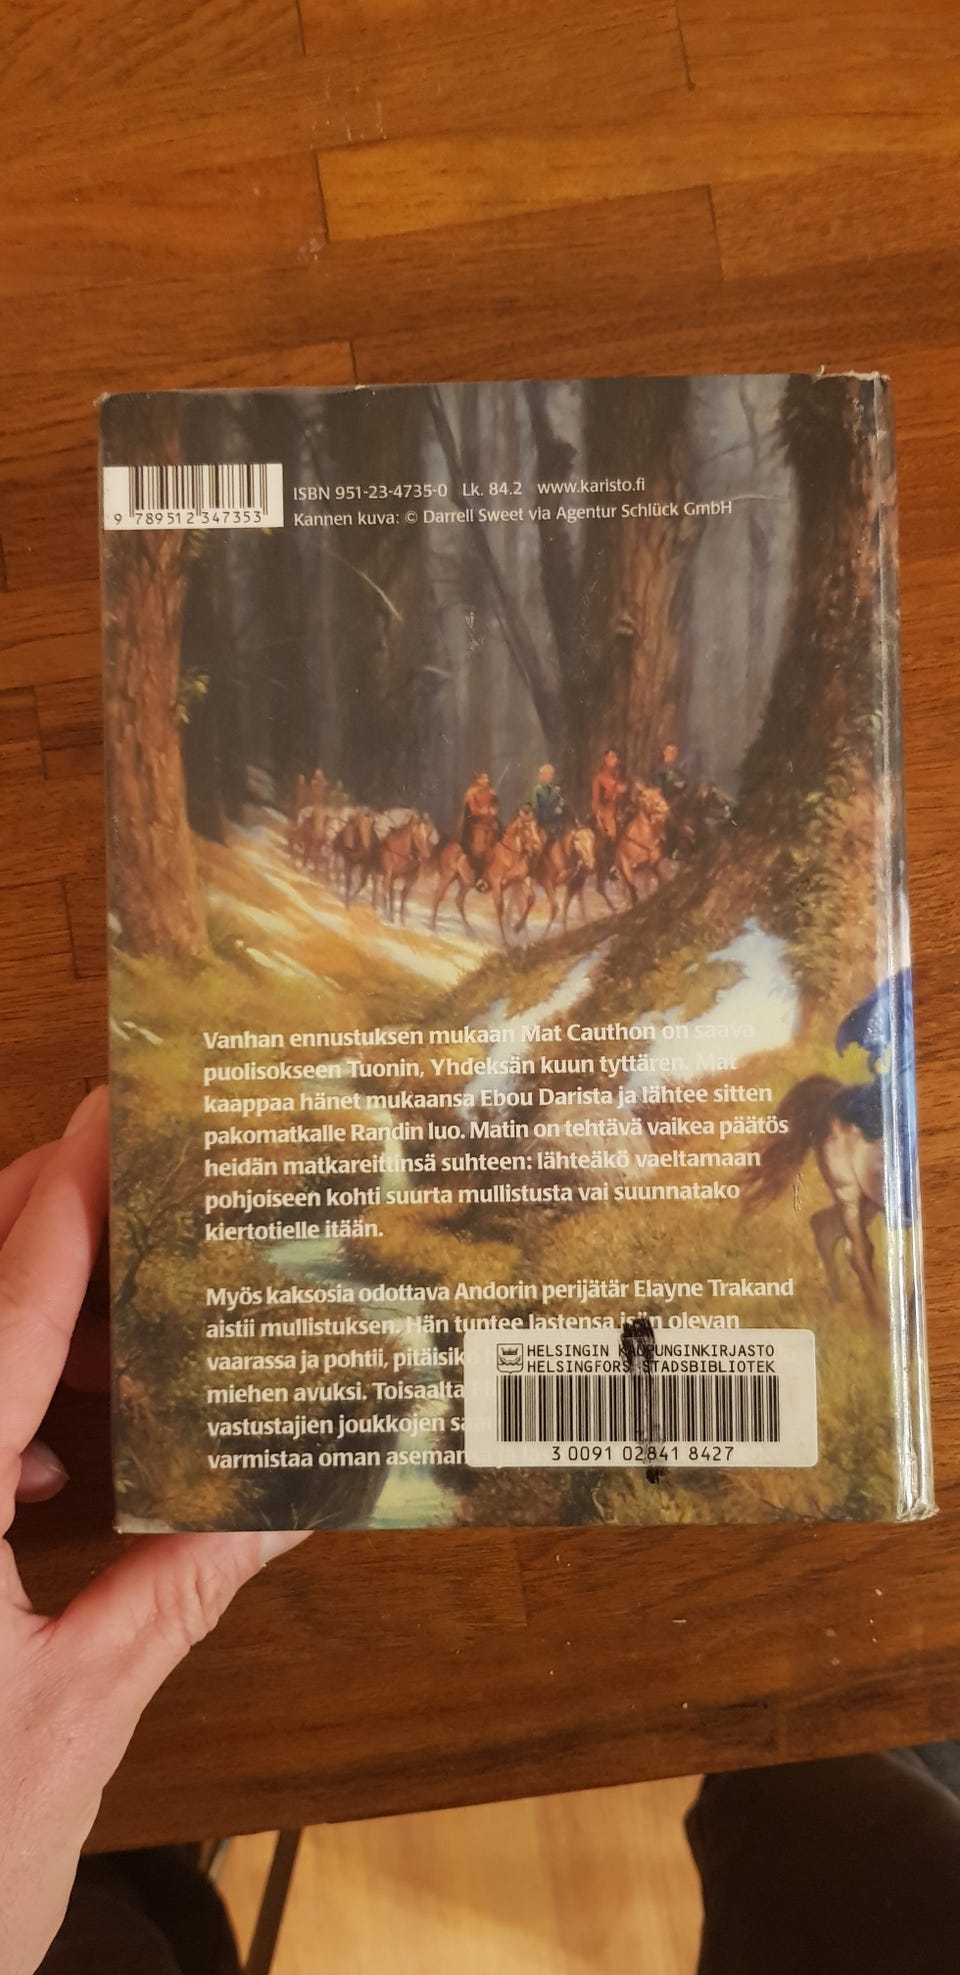 ISBN 951-23-4735-0 Lk. 84.2 www.karisto.fi
Kannen kuva: © Darrell Sweet via Agentur Schlück GmbH
9 789512 347353
Vanhan ennustuksen mukaan Mat Cauthon on saava
puolisokseen Tuonin, Yhdeksän kuun tyttären. Mat
kaappaa hänet mukaansa Ebou Darista ja lähtee sitten
pakomatkalle Randin luo. Matin on tehtävä vaikea päätös
heidän matkareittinsä suhteen: lähteäkö vaeltamaan
pohjoiseen kohti suurta mullistusta vai suunnatako
kiertotielle itään.
Myös kaksosia odottava Andorin perijätär Elayne Trakand
aistii mullistuksen. Hän tuntee lastensa isän olevan
vaarassa ja pohtii, pitäisikö
miehen avuksi. Toisaalta
vastustajien joukkojen
varmistaa oman
HELSINGIN KAUPUNGINKIRJASTO
HELSINGFORS STADSBIBLIOTEK
3 0091 02841 8427